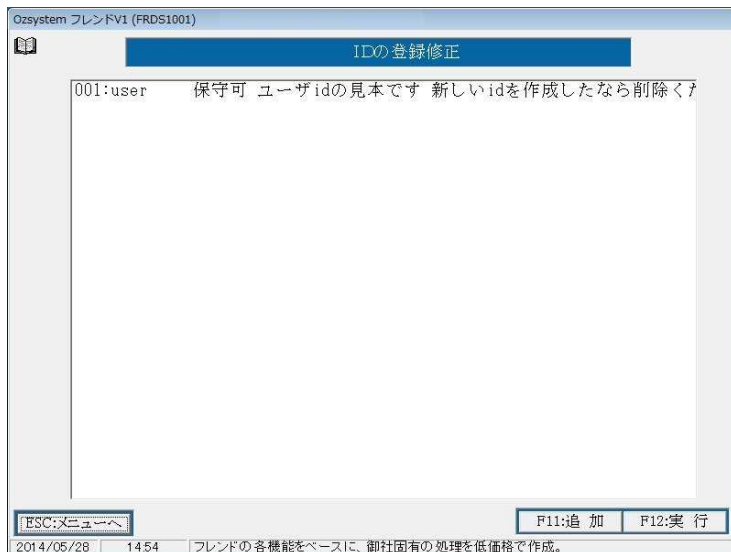 Ozsystem フレンドV1 (FRDS1001)
IDの登録修正
001:user 保守可 ユーザidの見本です 新しいidを作成したなら削除く
ESC:メニューへ
F11:追 加
F12:実 行
2014/05/28 14:54 フレンドの各機能をベースに、御社固有の処理を低価格で作成。